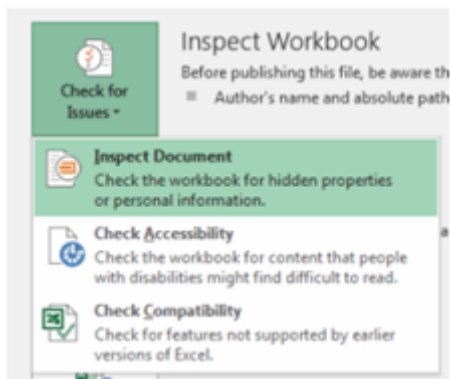 Inspect Workbook
Before publishing this file, be aware th
Author's name and absolute path
Check for
Issues
Inspect Document
Check the workbook for hidden properties
or personal information.
a
Check Accessibility
Check the workbook for content that people
with disabilities might find difficult to read.
Check Compatibility
Check for features not supported by earlier
versions of Excel.